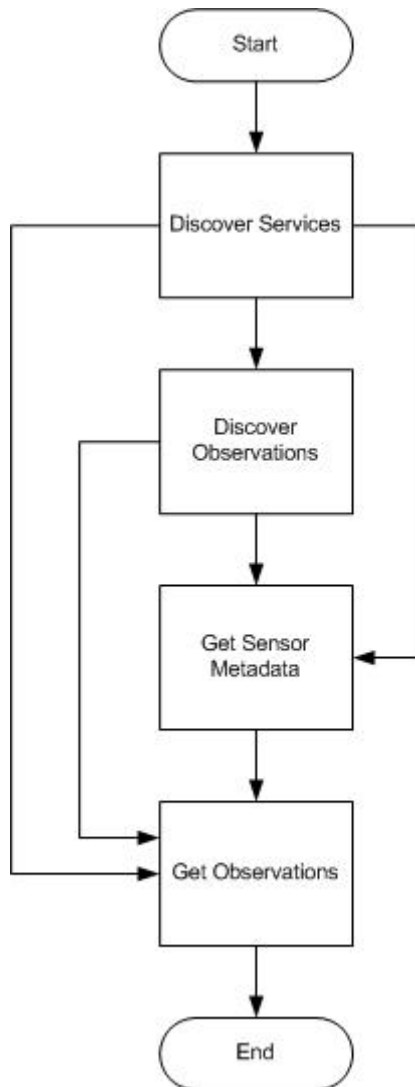 Start
Discover Services
Discover
Observations
Get Sensor
Metadata
Get Observations
End